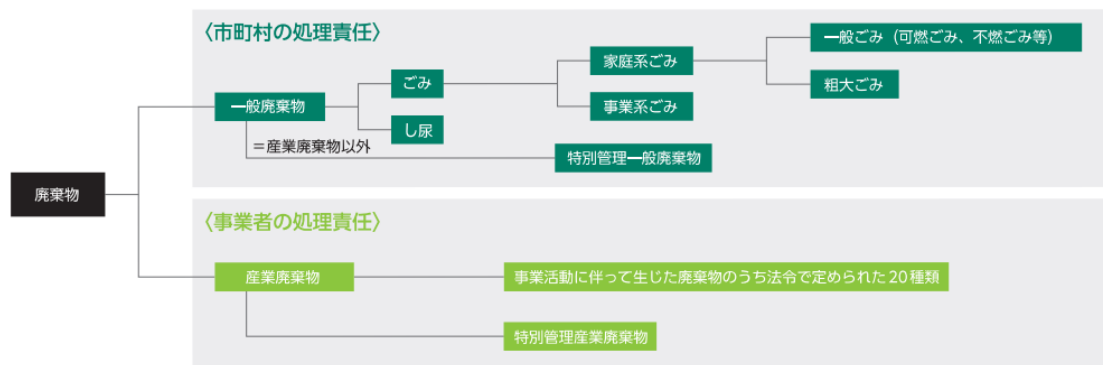 〈市町村の処理責任〉
一般ごみ（可燃ごみ、不燃ごみ等）
家庭系ごみ
ごみ
粗大ごみ
一般廃棄物
事業系ごみ
し尿
＝産業廃棄物以外
特別管理一般廃棄物
廃棄物
〈事業者の処理責任〉
産業廃棄物
事業活動に伴って生じた廃棄物のうち法令で定められた20種類
特別管理産業廃棄物